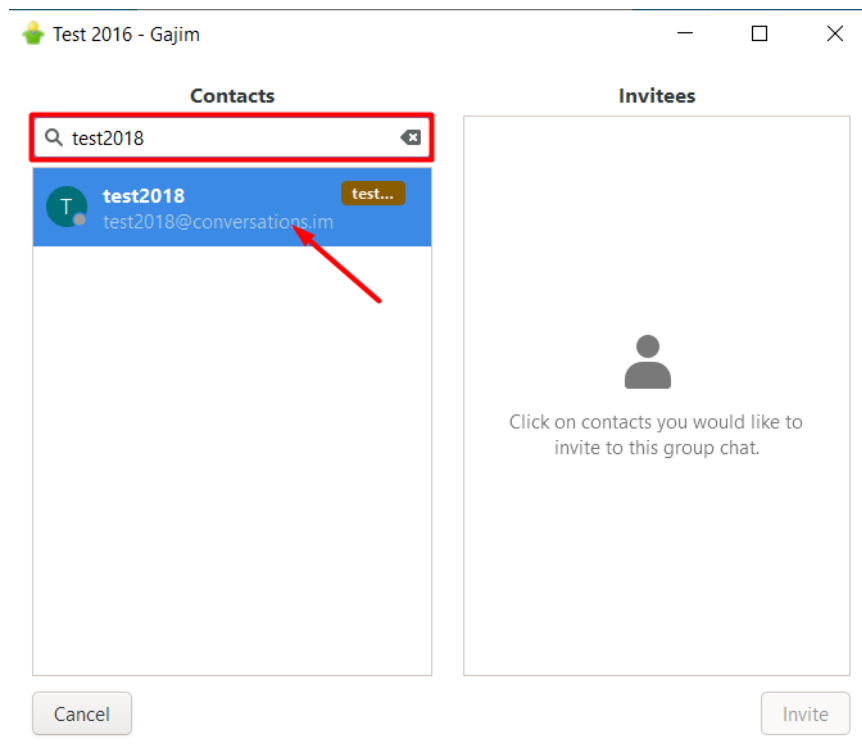 Test 2016 - Gajim
Contacts
Invitees
test2018
T
test2018
test...
test2018@conversations.im
Click on contacts you would like to
invite to this group chat.
Cancel
Invite